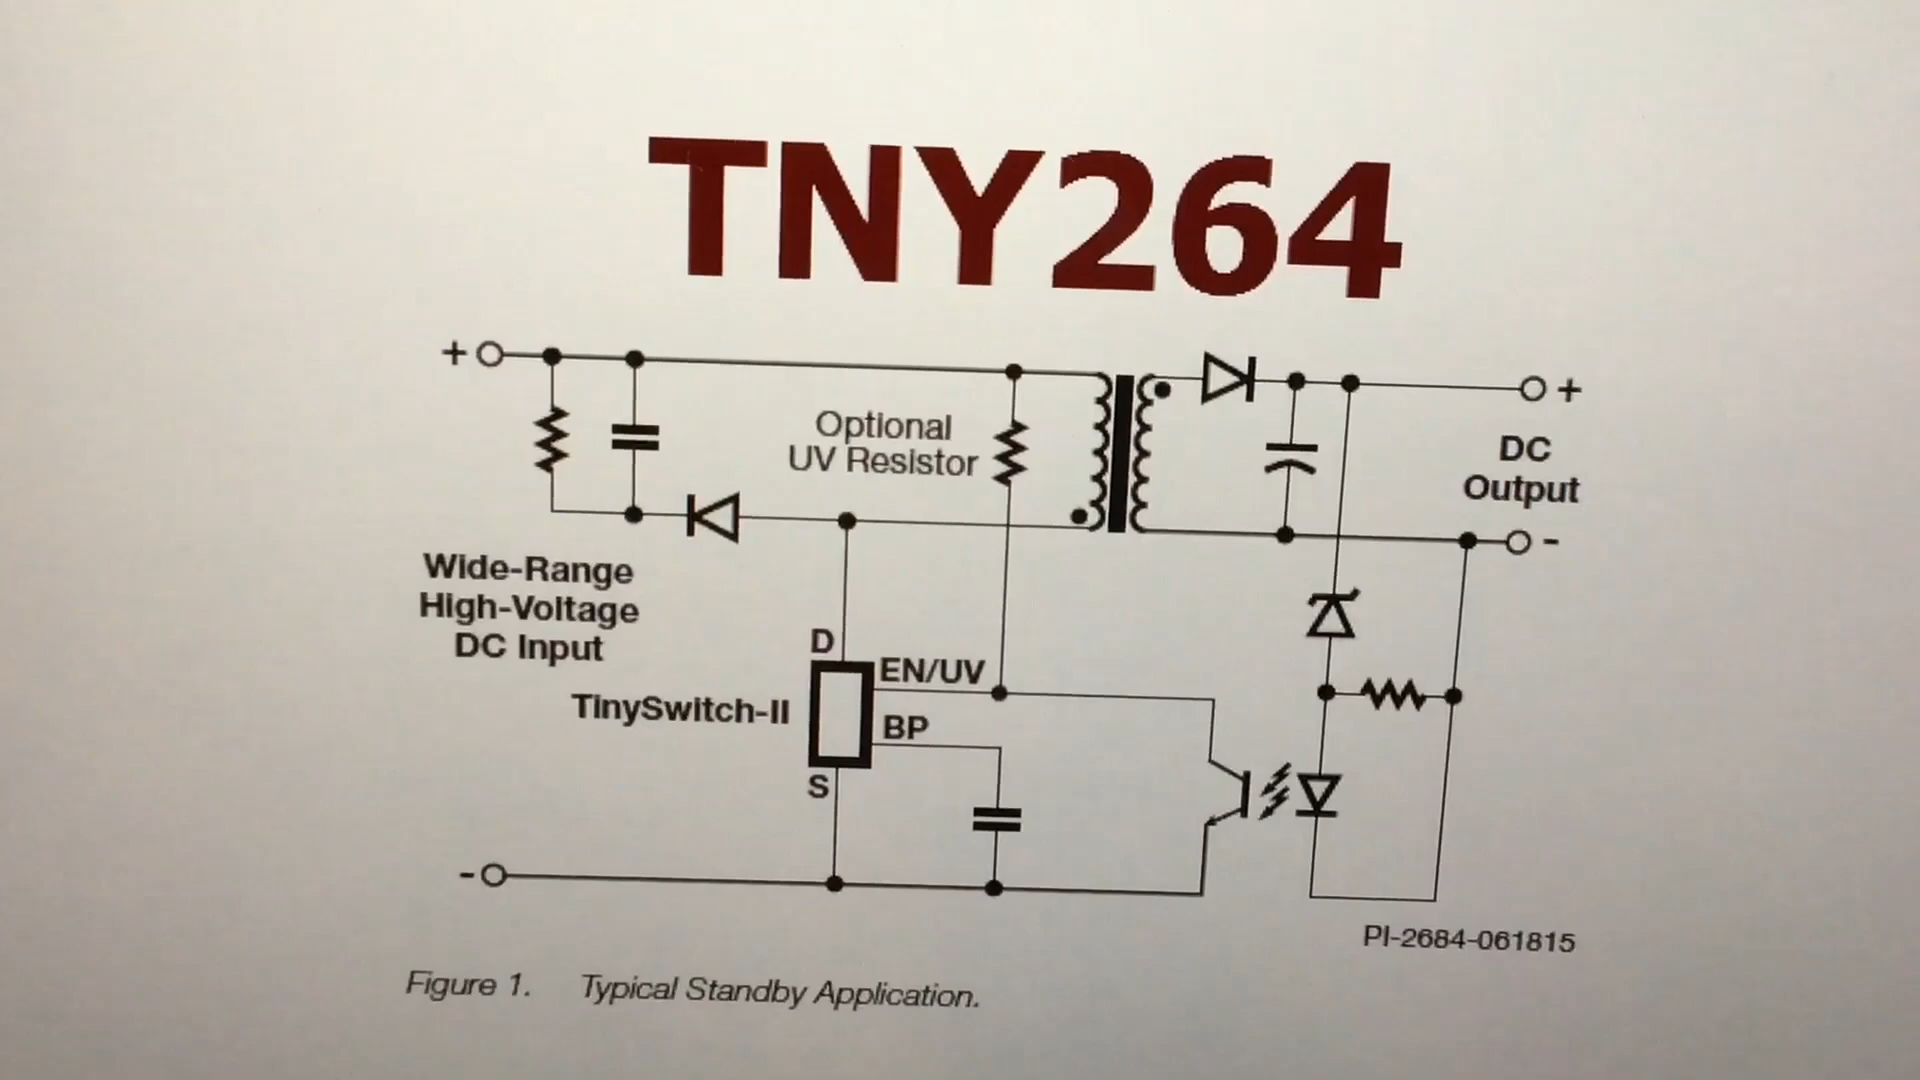 TNY264
+
+
Optional
UV Resistor
DC
Output
-
Wide-Range
High-Voltage
DC Input
D
EN/UV
TinySwitch-II
BP
S
-
PI-2684-061815
Figure 1. Typical Standby Application.